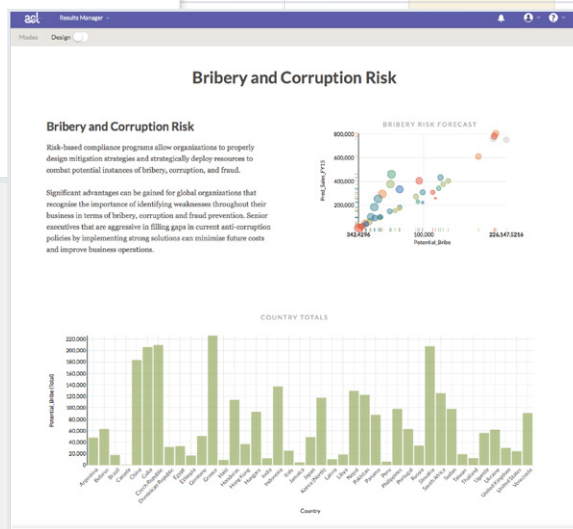 acl Results Manager
Modes Design
Bribery and Corruption Risk
Bribery and Corruption Risk
Risk-based compliance programs allow organizations to properly
design mitigation strategies and strategically deploy resources to
combat potential instances of bribery, corruption, and fraud.
Significant advantages can be gained for global organizations that
recognize the importance of identifying weaknesses throughout their
business in terms of bribery, corruption and fraud prevention. Senior
executives that are aggressive in filling gaps in current anti-corruption
policies by implementing strong solutions can minimize future costs
and improve business operations.
BRIBERY RISK FORECAST
800,000
600,000
400,000
200,000
Pred_Sales_FY15
342.4296
100,000
226,147.5216
Potential_Bribe
COUNTRY TOTALS
220,000
200,000
180,000
160,000
140,000
120,000
100,000
80,000
60,000
40,000
20,000
0.00
Potential_Bribe (Total)
Argentina
Belarus
Brazil
Canada
China
Cuba
Czech Republic
Dominican Republic
Egypt
Ethiopia
Germany
Greece
Haiti
Honduras
Hong Kong
Hungary
India
Indonesia
Italy
Jamaica
Japan
Korea (North)
Libya
Nepal
Pakistan
Panama
Peru
Philippines
Portugal
Russia
Slovakia
South Africa
Sudan
Taiwan
Thailand
Uganda
Ukraine
United Kingdom
United States
Venezuela
Country